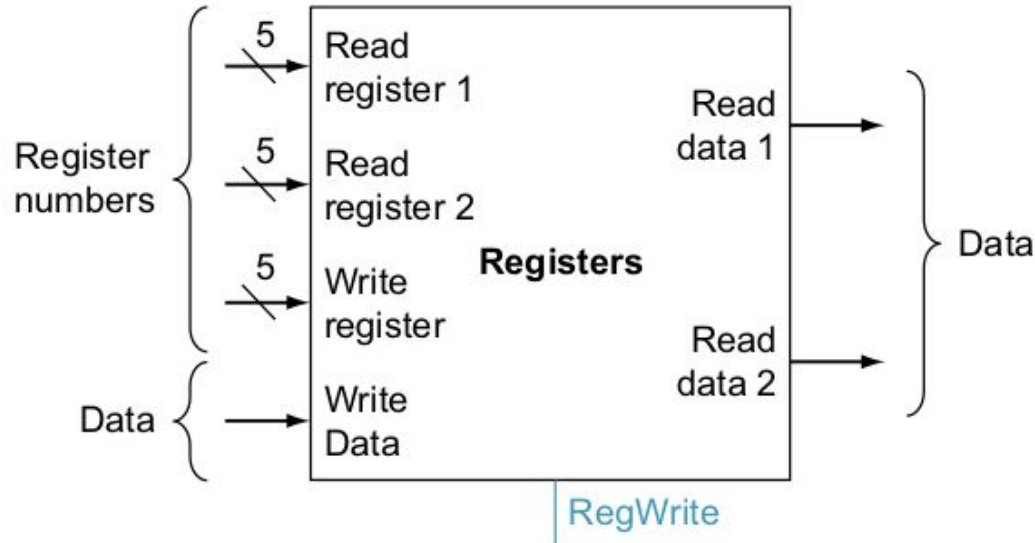 5
Read
register 1
5
Read
register 2
5
Write
register
Register
numbers
Data
Write
Data
Registers
Read
data 1
Read
data 2
Data
RegWrite